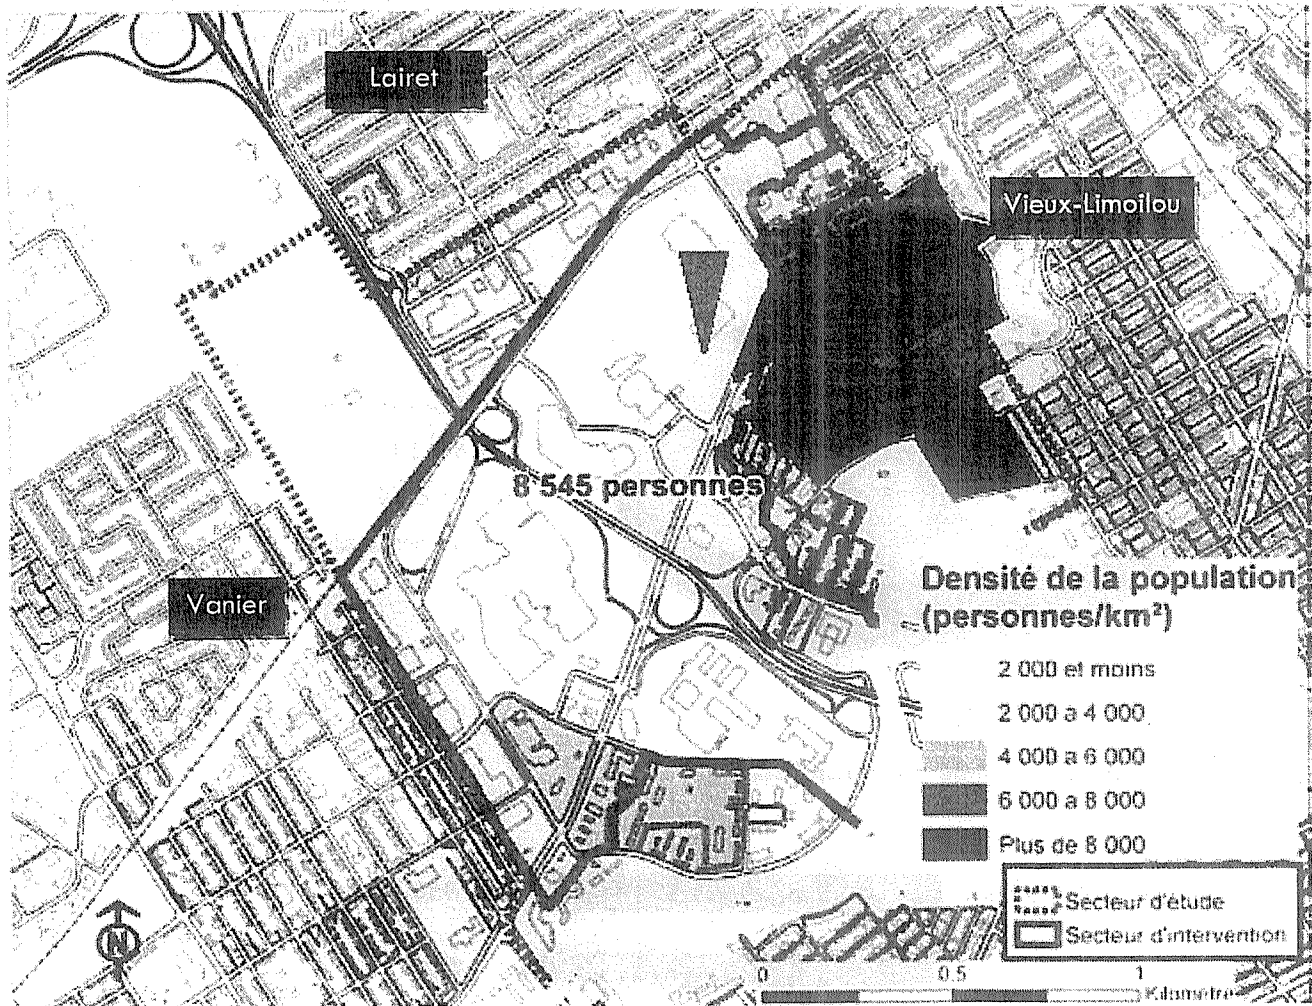 Lairet
Vieux-Limoilou
8 545 personnes
Vanier
Densité de la population
(personnes/km²)
2 000 et moins
2 000 a 4 000
4 000 a 6 000
6 000 a 8 000
Plus de 8 000
Secteur d'étude
Secteur d'intervention
N
0 0 5 1
Kilomètre